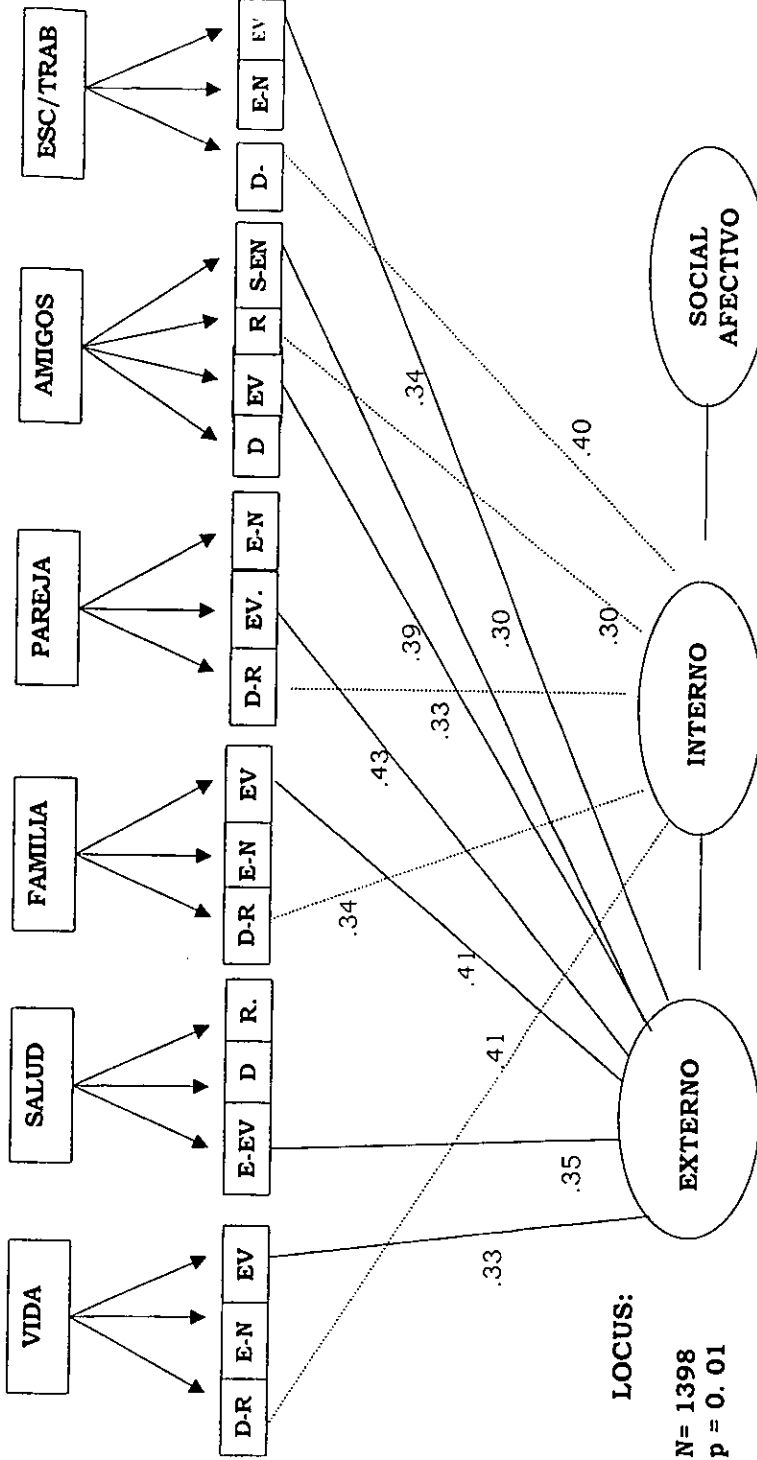 VIDA
SALUD
FAMILIA
PAREJA
AMIGOS
ESC/TRAB
D-R E-N EV
E-EV D R.
D-R E-N EV
D-R EV. E-N
D EV R S-EN
D- E-N EV
.33
.41
.35
.41
.34
.43
.33
.39
.30
.30
.34
.40
LOCUS:
EXTERNO
INTERNO
SOCIAL
AFECTIVO
N= 1398
p = 0. 01